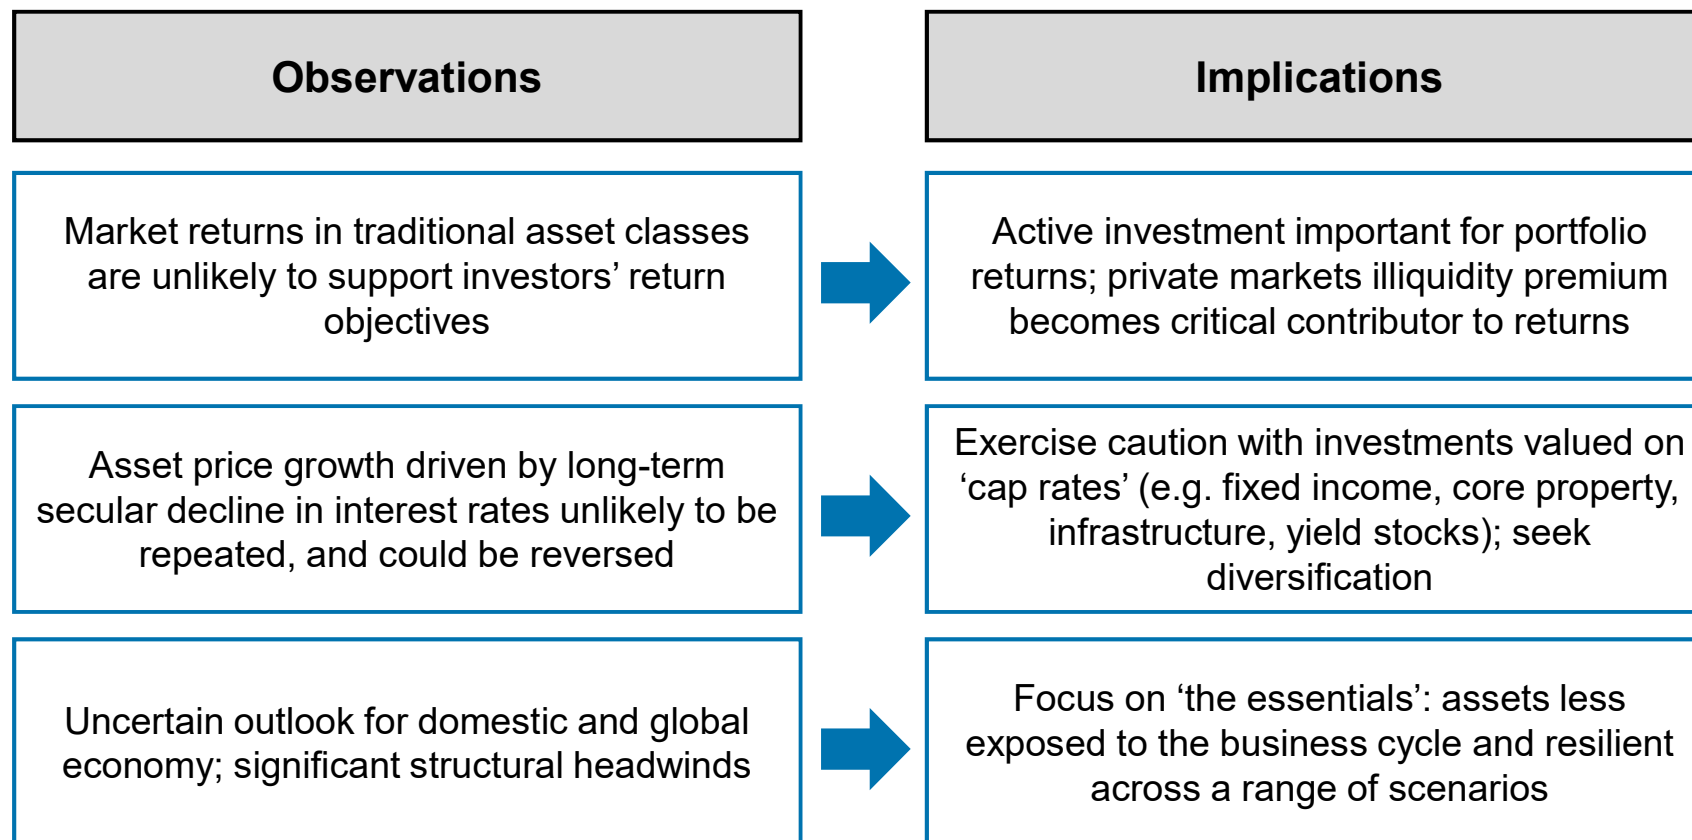 Observations
Implications
Market returns in traditional asset classes
are unlikely to support investors’ return
objectives
Active investment important for portfolio
returns; private markets illiquidity premium
becomes critical contributor to returns
Asset price growth driven by long-term
secular decline in interest rates unlikely to be
repeated, and could be reversed
Exercise caution with investments valued on
‘cap rates’ (e.g. fixed income, core property,
infrastructure, yield stocks); seek
diversification
Uncertain outlook for domestic and global
economy; significant structural headwinds
Focus on ‘the essentials’: assets less
exposed to the business cycle and resilient
across a range of scenarios